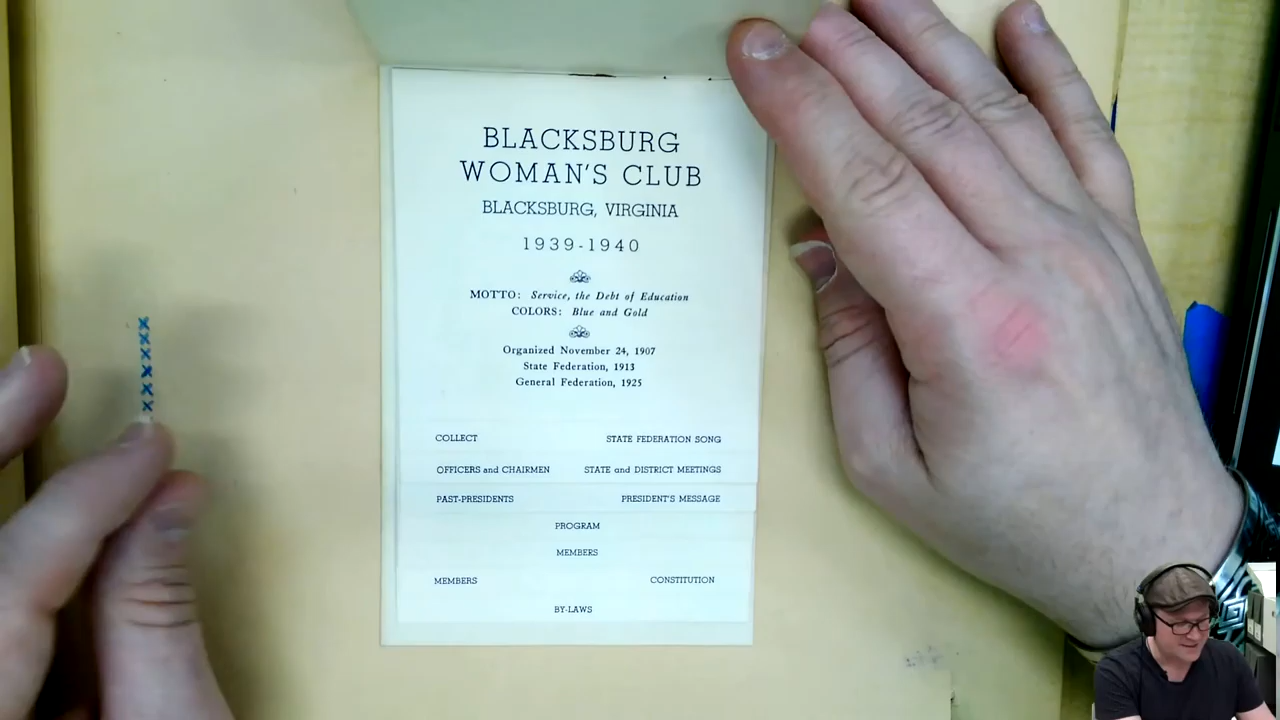 BLACKSBURG
WOMAN'S CLUB
BLACKSBURG, VIRGINIA
1939-1940
MOTTO: Service, the Debt of Education
COLORS: Blue and Gold
Organized November 24, 1907
State Federation, 1913
General Federation, 1925
COLLECT STATE FEDERATION SONG
OFFICERS and CHAIRMEN STATE and DISTRICT MEETINGS
PAST-PRESIDENTS PRESIDENT'S MESSAGE
PROGRAM
MEMBERS
MEMBERS CONSTITUTION
BY-LAWS